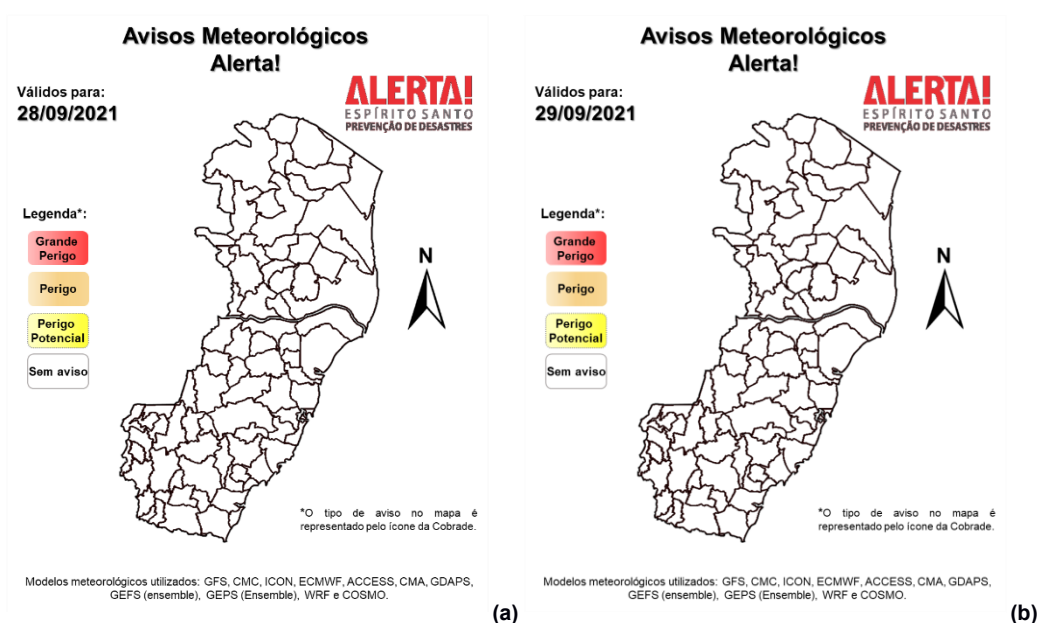 Avisos Meteorológicos
Alerta!
Válidos para:
28/09/2021
ALERTA!
ESPÍRITO SANTO
PREVENÇÃO DE DESASTRES
Legenda*:
Grande
Perigo
Perigo
Perigo
Potencial
Sem aviso
N
*O tipo de aviso no mapa é
representado pelo ícone da Cobrade.
Modelos meteorológicos utilizados: GFS, CMC, ICON, ECMWF, ACCESS, CMA, GDAPS,
GEFS (ensemble), GEPS (Ensemble), WRF e COSMO.
(a)
Avisos Meteorológicos
Alerta!
Válidos para:
29/09/2021
ALERTA!
ESPÍRITO SANTO
PREVENÇÃO DE DESASTRES
Legenda*:
Grande
Perigo
Perigo
Perigo
Potencial
Sem aviso
N
*O tipo de aviso no mapa é
representado pelo ícone da Cobrade.
Modelos meteorológicos utilizados: GFS, CMC, ICON, ECMWF, ACCESS, CMA, GDAPS,
GEFS (ensemble), GEPS (Ensemble), WRF e COSMO.
(b)